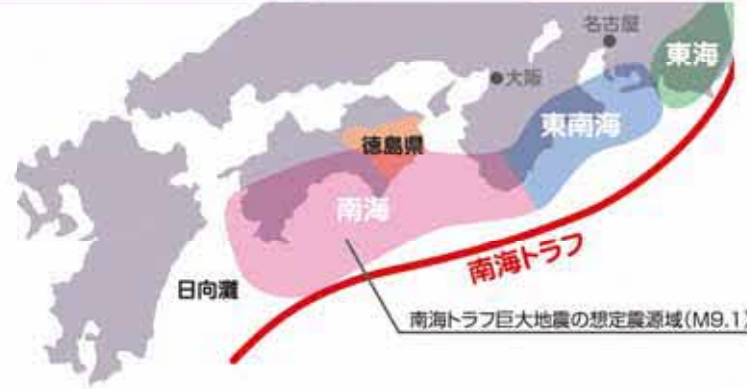 名古屋
東海
大阪
東南海
徳島県
南海
南海トラフ
日向灘
南海トラフ巨大地震の想定震源域(M9.1)